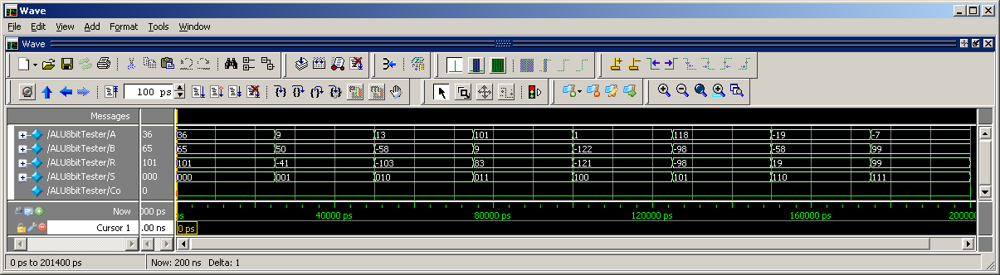 Wave
File Edit View Add Format Tools Window
Wave
100 ps
Messages
/ALU8bitTester/A 36 36 9 13 101 1 118 -19 -7
/ALU8bitTester/B 65 65 50 -58 9 -122 -98 -58 99
/ALU8bitTester/R 101 101 -41 -103 83 -121 -98 19 99
/ALU8bitTester/S 000 000 001 010 011 100 101 110 111
/ALU8bitTester/Co 0
Now 000 ps ps 40000 ps 80000 ps 120000 ps 160000 ps 200000
Cursor 1 .00 ns 0 ps
0 ps to 201400 ps Now: 200 ns Delta: 1